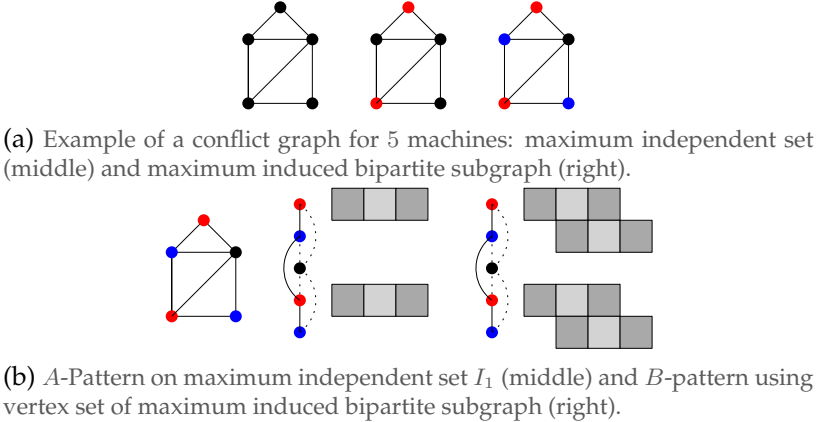 (a) Example of a conflict graph for 5 machines: maximum independent set
(middle) and maximum induced bipartite subgraph (right).
(b) A-Pattern on maximum independent set I₁ (middle) and B-pattern using
vertex set of maximum induced bipartite subgraph (right).